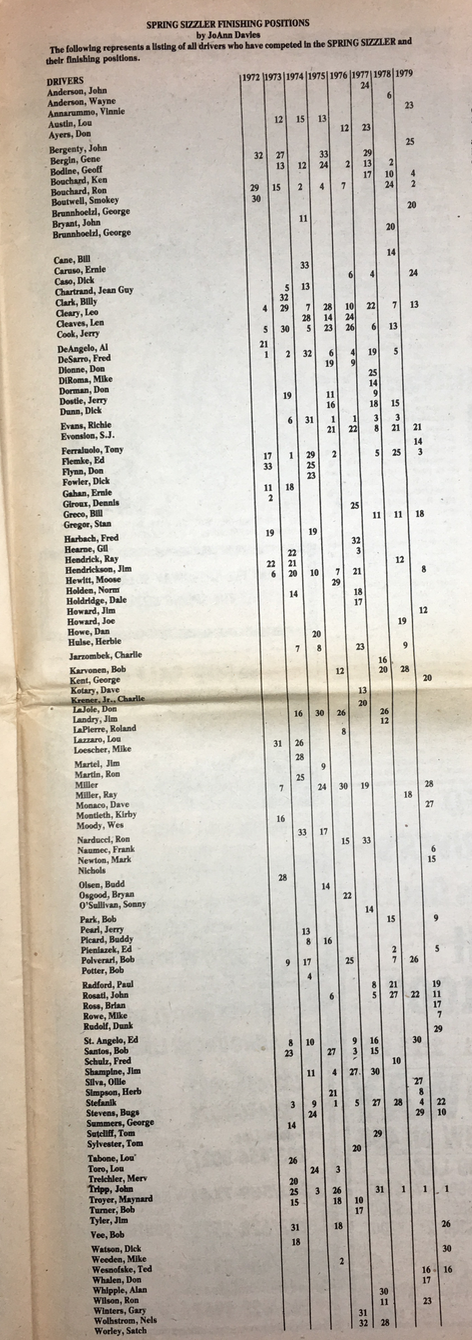 SPRING SIZZLER FINISHING POSITIONS
by JoAnn Davies
The following represents a listing of all drivers who have competed in the SPRING SIZZLER and
their finishing positions.
DRIVERS 1972 1973 1974 1975 1976 1977 1978 1979
Anderson, John 24
Anderson, Wayne 6
Annarummo, Vinnie 23
Austin, Lou 12 15 13
Ayers, Don 12 23
Bergenty, John 25
Bergin, Gene 32 27 33 29
Bodine, Geoff 13 12 24 2 13 2
Bouchard, Ken 17 10 4
Bouchard, Ron 29 15 2 4 7 24 2
Boutwell, Smokey 30
Brunnhoelzl, George 20
Bryant, John 11
Brunnhoelzl, George 20
Cane, Bill 14
Caruso, Ernie 33
Caso, Dick 6 4 24
Chartrand, Jean Guy 5 13
Clark, Billy 32
Cleary, Leo 4 29 7 28 10 22 7 13
Cleaves, Len 28 14 24
Cook, Jerry 5 30 5 23 26 6 13
DeAngelo, Al 21
DeSarro, Fred 1 2 32 6 4 19 5
Dionne, Don 19 9
DiRoma, Mike 25
Dorman, Don 14
Dostie, Jerry 19 11 9
Dunn, Dick 16 18 15
Evans, Richie 6 31 1 1 3 3
Evonsion, S.J. 21 22 8 21 21
Ferraiuolo, Tony 14
Flemke, Ed 17 1 29 2 5 25 3
Flynn, Don 33 25
Fowler, Dick 23
Gahan, Ernie 11 18
Giroux, Dennis 2
Greco, Bill 25
Gregor, Stan 11 11 18
Harbach, Fred 19 19
Hearne, Gil 32
Hendrick, Ray 22 3
Hendrickson, Jim 22 21 12
Hewitt, Moose 6 20 10 7 21 8
Holden, Norm 29
Holdridge, Dale 14 18
Howard, Jim 17
Howard, Joe 12
Howe, Dan 19
Hulse, Herbie 20
Jarzombek, Charlie 7 8 23 9
Karvonen, Bob 16
Kent, George 12 20 28
Kotary, Dave 20
Krener, Jr., Charlie 13
LaJoie, Don 20
Landry, Jim 16 30 26 26
LaPierre, Roland 12
Lazzaro, Lou 8
Loescher, Mike 31 26
Martel, Jim 28
Martin, Ron 9
Miller 25
Miller, Ray 7 24 30 19 28
Monaco, Dave 18
Montieth, Kirby 27
Moody, Wes 16
Narducci, Ron 33 17
Naumec, Frank 15 33
Newton, Mark 6
Nichols 15
Olsen, Budd 28
Osgood, Bryan 14
O'Sullivan, Sonny 22
14
Park, Bob 15 9
Pearl, Jerry 13
Picard, Buddy 8 16
Pieniazek, Ed 2 5
Polverari, Bob 9 17 25 7 26
Potter, Bob 4
Radford, Paul 8 21 19
Rosati, John 6 5 27 22 11
Ross, Brian 17
Rowe, Mike 7
Rudolf, Dunk 29
St. Angelo, Ed 8 10 9 16 30
Santos, Bob 23 27 3 15
Schulz, Fred 10
Shampine, Jim 11 4 27 30
Silva, Ollie 27
Simpson, Herb 21 8
Stefanik 3 9 1 5 27 28 4 22
Stevens, Bugs 24 29 10
Summers, George 14
Sutcliff, Tom 29
Sylvester, Tom 20
Tabone, Lou 26
Toro, Lou 24 3
Treichler, Merv 20
Tripp, John 25 3 26 31 1 1 1
Troyer, Maynard 15 18 10
Turner, Bob 17
Tyler, Jim 31 18 26
Vee, Bob 18
Watson, Dick 30
Weeden, Mike 2
Wesnofske, Ted 16 16
Whalen, Don 17
Whipple, Alan 30
Wilson, Ron 11 23
Winters, Gary 31
Wolhstrom, Nels 32 28
Worley, Satch